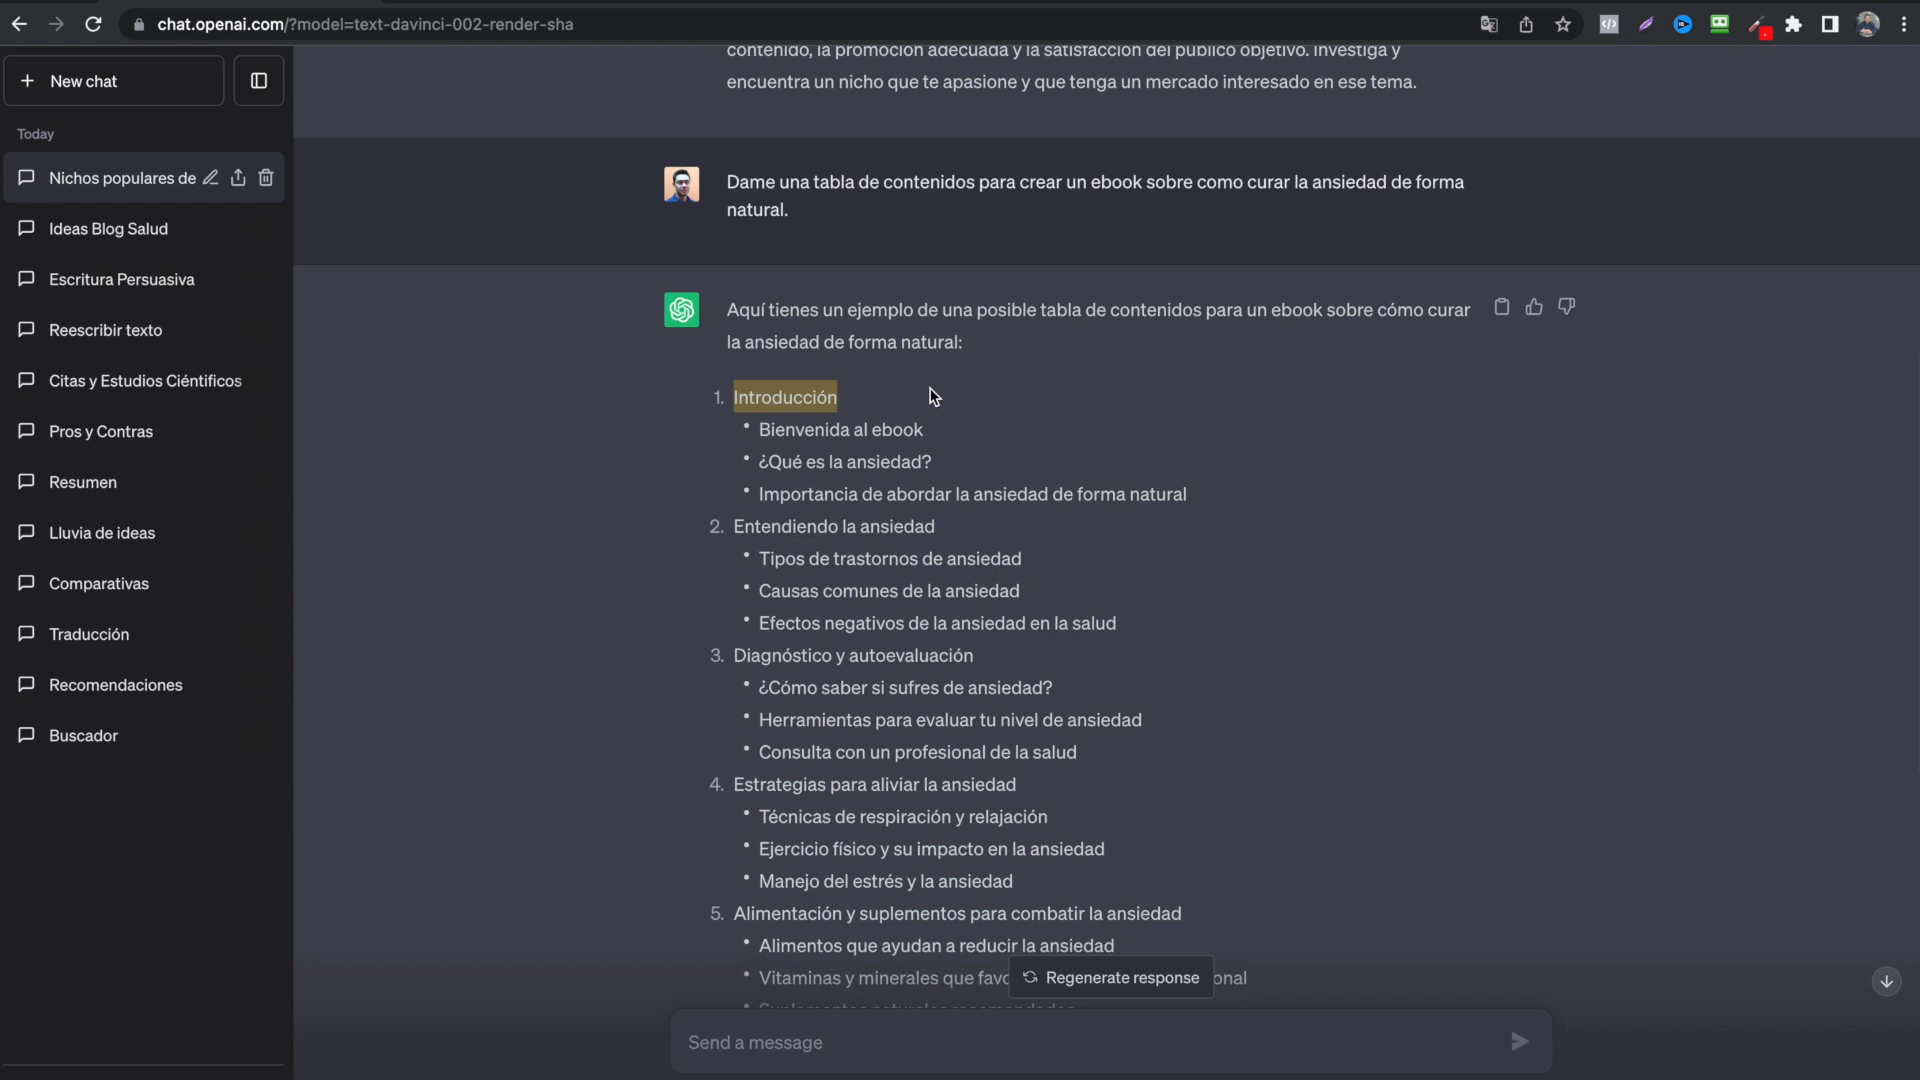 chat.openai.com/?model=text-davinci-002-render-sha
New chat
Today
Nichos populares de
Ideas Blog Salud
Escritura Persuasiva
Reescribir texto
Citas y Estudios Ciéntificos
Pros y Contras
Resumen
Lluvia de ideas
Comparativas
Traducción
Recomendaciones
Buscador
contenido, la promoción adecuada y la satisfacción del público objetivo. Investiga y
encuentra un nicho que te apasione y que tenga un mercado interesado en ese tema.
Dame una tabla de contenidos para crear un ebook sobre como curar la ansiedad de forma
natural.
Aquí tienes un ejemplo de una posible tabla de contenidos para un ebook sobre cómo curar
la ansiedad de forma natural:
1. Introducción
• Bienvenida al ebook
• ¿Qué es la ansiedad?
• Importancia de abordar la ansiedad de forma natural
2. Entendiendo la ansiedad
• Tipos de trastornos de ansiedad
• Causas comunes de la ansiedad
• Efectos negativos de la ansiedad en la salud
3. Diagnóstico y autoevaluación
• ¿Cómo saber si sufres de ansiedad?
• Herramientas para evaluar tu nivel de ansiedad
• Consulta con un profesional de la salud
4. Estrategias para aliviar la ansiedad
• Técnicas de respiración y relajación
• Ejercicio físico y su impacto en la ansiedad
• Manejo del estrés y la ansiedad
5. Alimentación y suplementos para combatir la ansiedad
• Alimentos que ayudan a reducir la ansiedad
• Vitaminas y minerales que favo
onal
Regenerate response
• Suplementos naturales recomendados
Send a message